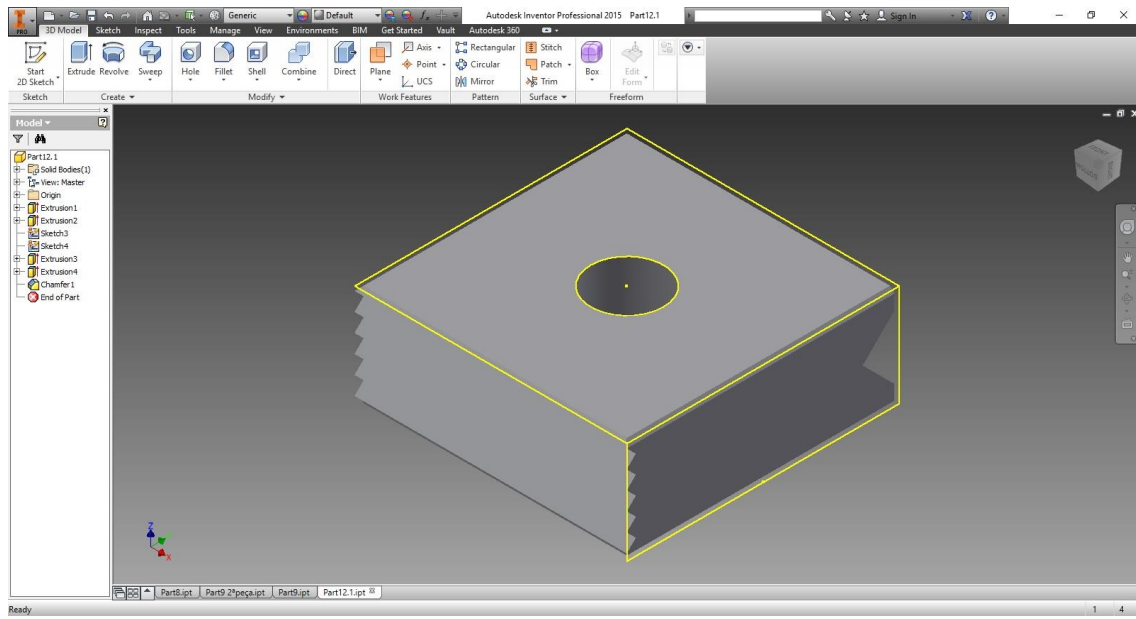 PRO
Generic
Default
Autodesk Inventor Professional 2015 Part12.1
Sign In
3D Model Sketch Inspect Tools Manage View Environments BIM Get Started Vault Autodesk 360
Start
2D Sketch
Extrude Revolve Sweep
Hole Fillet Shell Combine Direct
Plane
Axis
Point
UCS
Rectangular
Circular
Mirror
Stitch
Patch
Trim
Box
Edit
Form
Sketch Create Modify Work Features Pattern Surface Freeform
Model
Part12.1
Solid Bodies(1)
View: Master
Origin
Extrusion1
Extrusion2
Sketch3
Sketch4
Extrusion3
Extrusion4
Chamfer1
End of Part
FRONT
Z
X
Part8.ipt Part9 2ªpeça.ipt Part9.ipt Part12.1.ipt
Ready
1 4